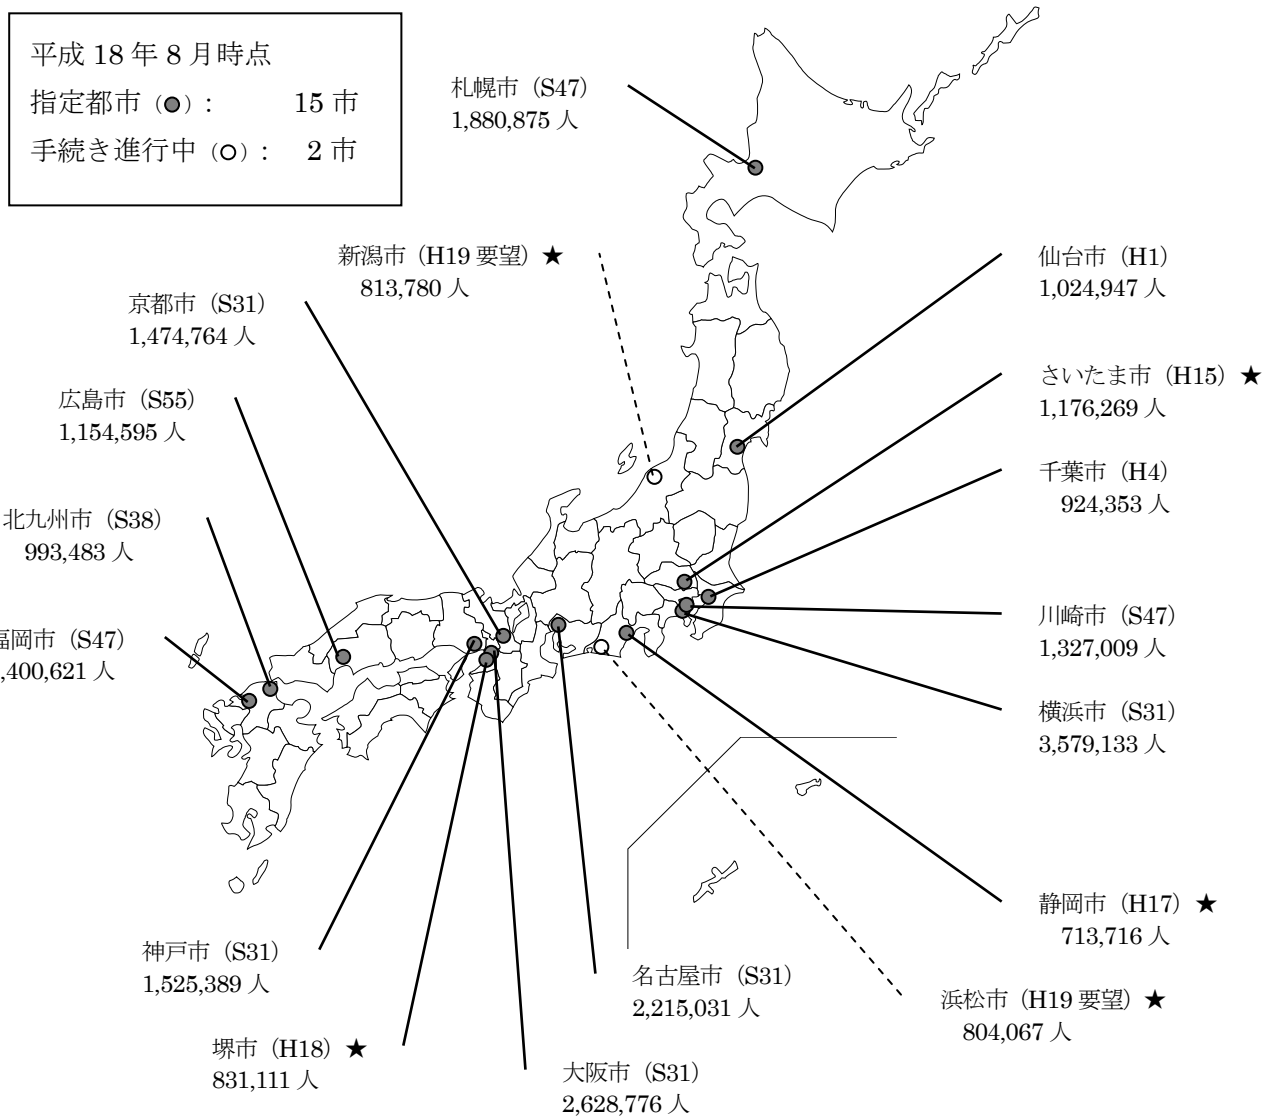 平成 18 年 8 月時点
指定都市（●）： 15 市
手続き進行中（○）： 2 市
札幌市（S47）
1,880,875 人
新潟市（H19 要望）★
813,780 人
仙台市（H1）
1,024,947 人
京都市（S31）
1,474,764 人
さいたま市（H15）★
1,176,269 人
広島市（S55）
1,154,595 人
千葉市（H4）
924,353 人
北九州市（S38）
993,483 人
川崎市（S47）
1,327,009 人
福岡市（S47）
,400,621 人
横浜市（S31）
3,579,133 人
静岡市（H17）★
713,716 人
神戸市（S31）
1,525,389 人
名古屋市（S31）
2,215,031 人
浜松市（H19 要望）★
804,067 人
堺市（H18）★
831,111 人
大阪市（S31）
2,628,776 人